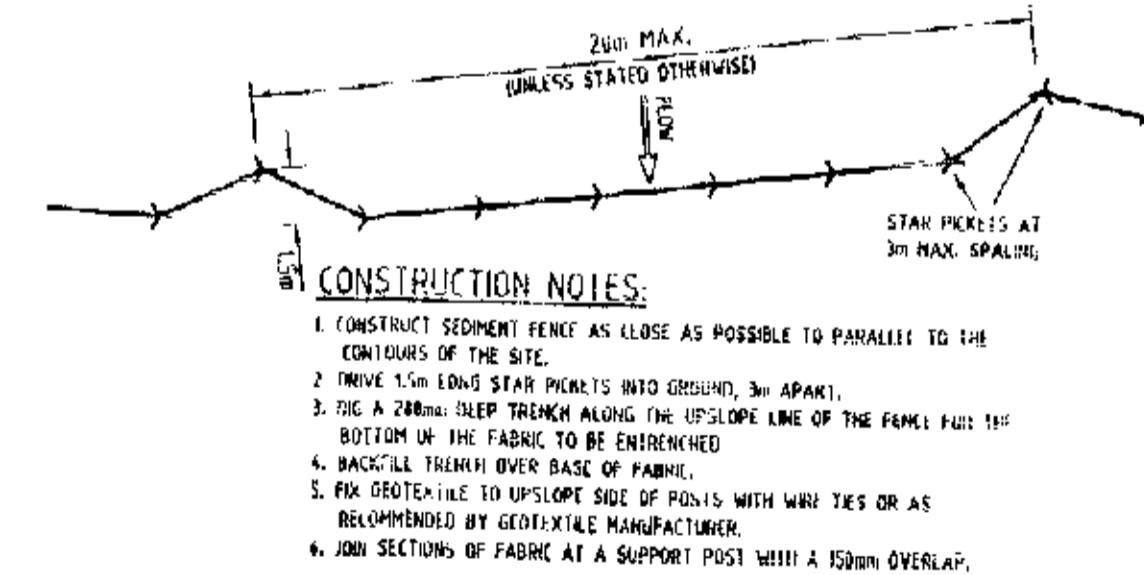 20m MAX.
(UNLESS STATED OTHERWISE)
FLOW
STAR PICKETS AT
3m MAX. SPACING
1.5m
CONSTRUCTION NOTES:
1. CONSTRUCT SEDIMENT FENCE AS CLOSE AS POSSIBLE TO PARALLEL TO THE
CONTOURS OF THE SITE.
2 DRIVE 1.5m LONG STAR PICKETS INTO GROUND, 3m APART.
3. DIG A 200mm DEEP TRENCH ALONG THE UPSLOPE LINE OF THE FENCE FOR THE
BOTTOM OF THE FABRIC TO BE ENTRENCHED
4. BACKFILL TRENCH OVER BASE OF FABRIC.
5. FIX GEOTEXTILE TO UPSLOPE SIDE OF POSTS WITH WIRE TIES OR AS
RECOMMENDED BY GEOTEXTILE MANUFACTURER.
6. JOIN SECTIONS OF FABRIC AT A SUPPORT POST WITH A 150mm OVERLAP.